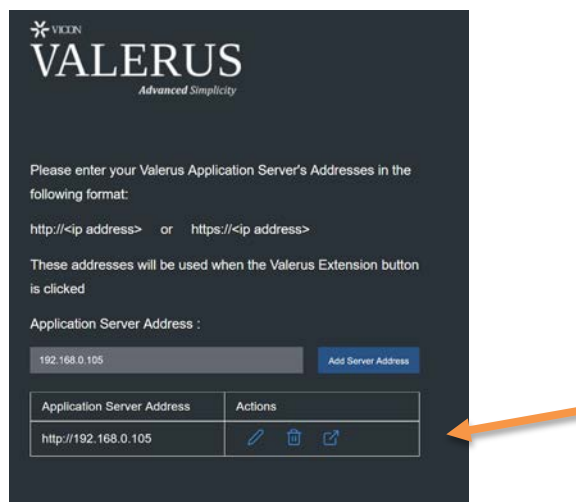 VICON
VALERUS
Advanced Simplicity
Please enter your Valerus Application Server's Addresses in the
following format:
http://<ip address> or https://<ip address>
These addresses will be used when the Valerus Extension button
is clicked
Application Server Address :
192.168.0.105 Add Server Address
Application Server Address Actions
http://192.168.0.105